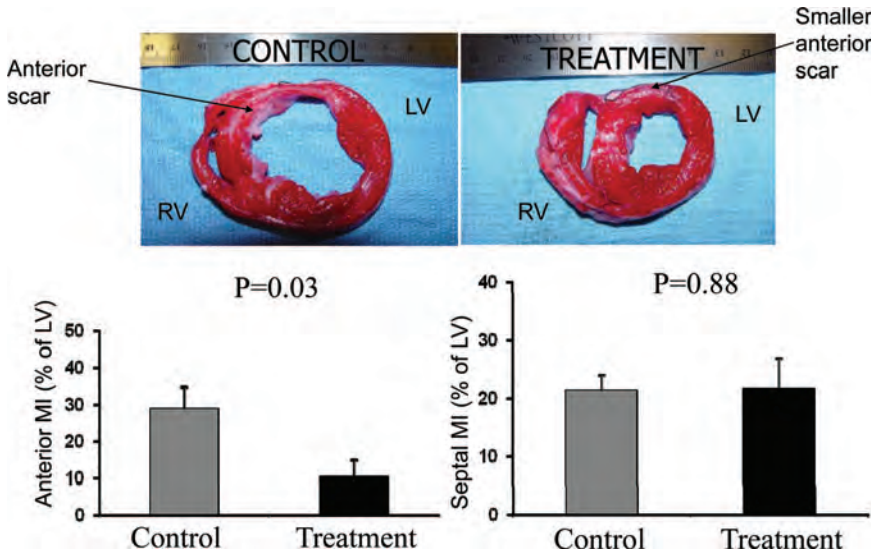 CONTROL
WESTCOTT
TREATMENT
Smaller
anterior
scar
Anterior
scar
LV
LV
RV
RV
P=0.03
P=0.88
Anterior MI (% of LV)
50
40
30
20
10
0
Control
Treatment
Septal MI (% of LV)
40
30
20
10
0
Control
Treatment